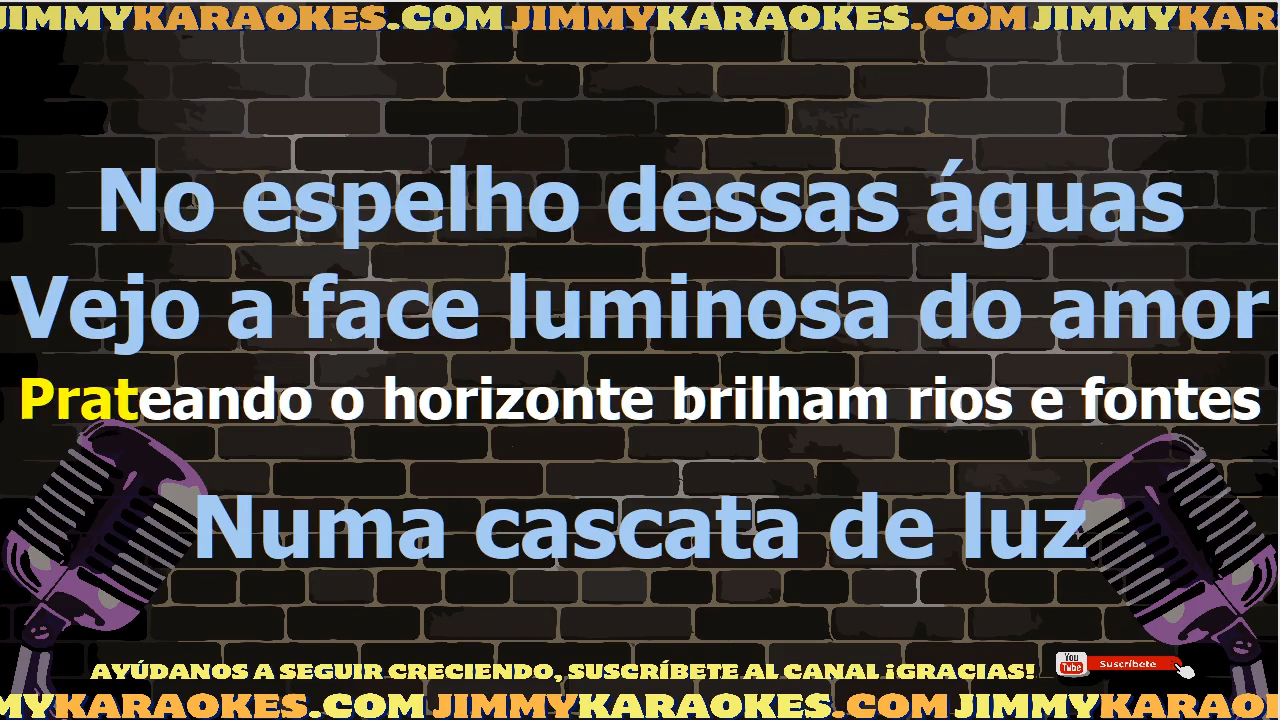 JIMMYKARAOKES.COM JIMMYKARAOKES.COM JIMMYKAR
No espelho dessas águas
Vejo a face luminosa do amor
Prateando o horizonte brilham rios e fontes
Numa cascata de luz
AYÚDANOS A SEGUIR CRECIENDO, SUSCRÍBETE AL CANAL ¡GRACIAS! You Tube Suscríbete
MYKARAOKES.COM JIMMYKARAOKES.COM JIMMYKARAOK